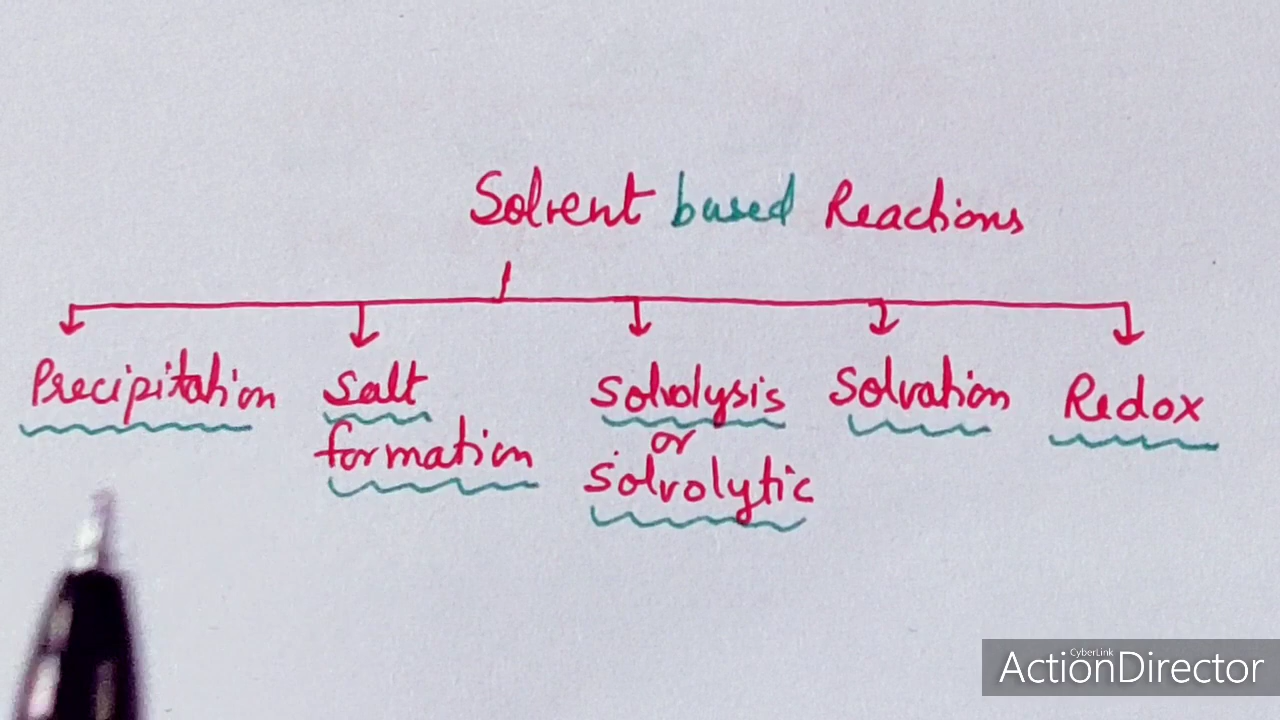 Solvent based Reactions
Precipitation
Salt
formation
Solvolysis
or
Solvolytic
Solvation
Redox
CyberLink
ActionDirector